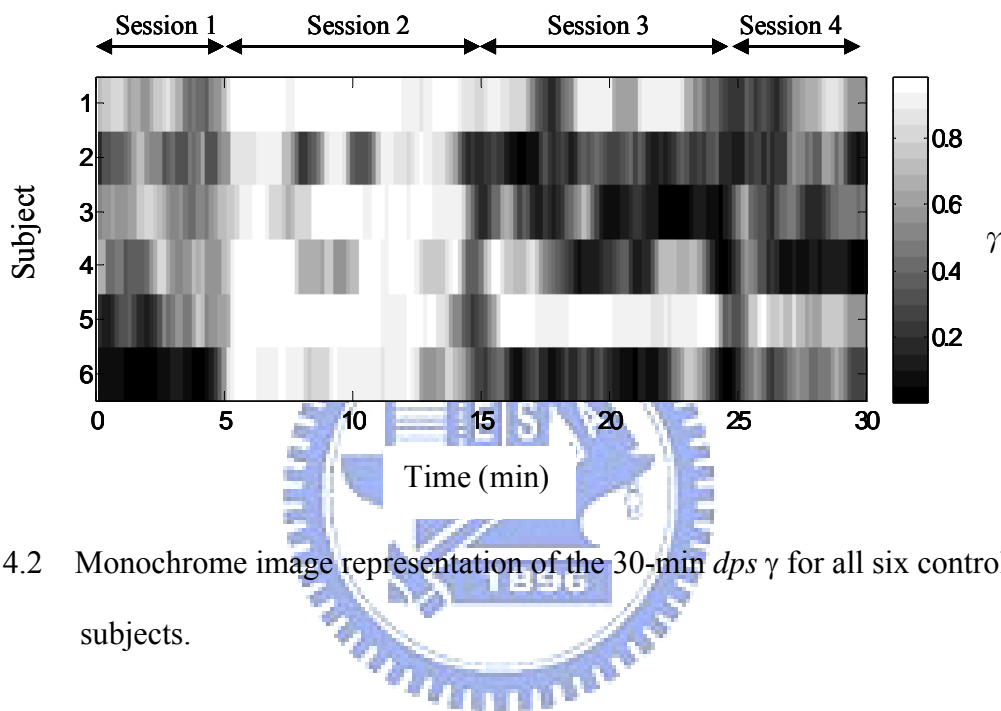 Session 1 Session 2 Session 3 Session 4
Subject
1
2
3
4
5
6
0 5 10 15 20 25 30
Time (min)
0.8
0.6
0.4
0.2
γ
E S
1896
4.2 Monochrome image representation of the 30-min dps γ for all six control
subjects.